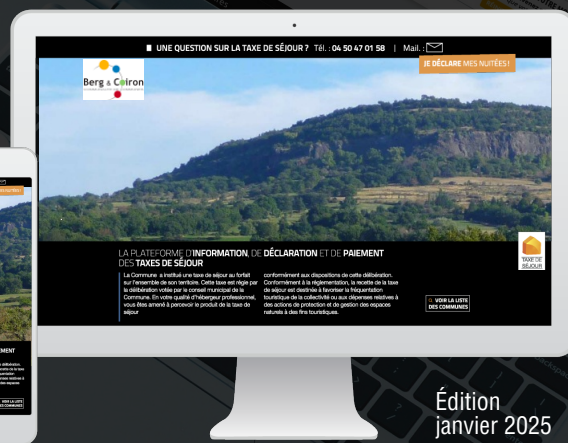 UNE QUESTION SUR LA TAXE DE SÉJOUR ? Tél. : 04 50 47 01 58 | Mail. :
JE DÉCLARE MES NUITÉES !
Berg & Coiron
LA PLATEFORME D'INFORMATION, DE DÉCLARATION ET DE PAIEMENT
DES TAXES DE SÉJOUR
La Commune a institué une taxe de séjour au forfait
sur l'ensemble de son territoire. Cette taxe est régie par
la délibération votée par le conseil municipal de la
Commune. En votre qualité d'hébergeur professionnel,
vous êtes amené à percevoir le produit de la taxe de
séjour
conformément aux dispositions de cette délibération.
Conformément à la réglementation, la recette de la taxe
de séjour est destinée à favoriser la fréquentation
touristique de la collectivité ou aux dépenses relatives à
des actions de protection et de gestion des espaces
naturels à des fins touristiques.
TAXE DE
SÉJOUR
VOIR LA LISTE
DES COMMUNES
VOIR LA LISTE
DES COMMUNES
Édition
janvier 2025